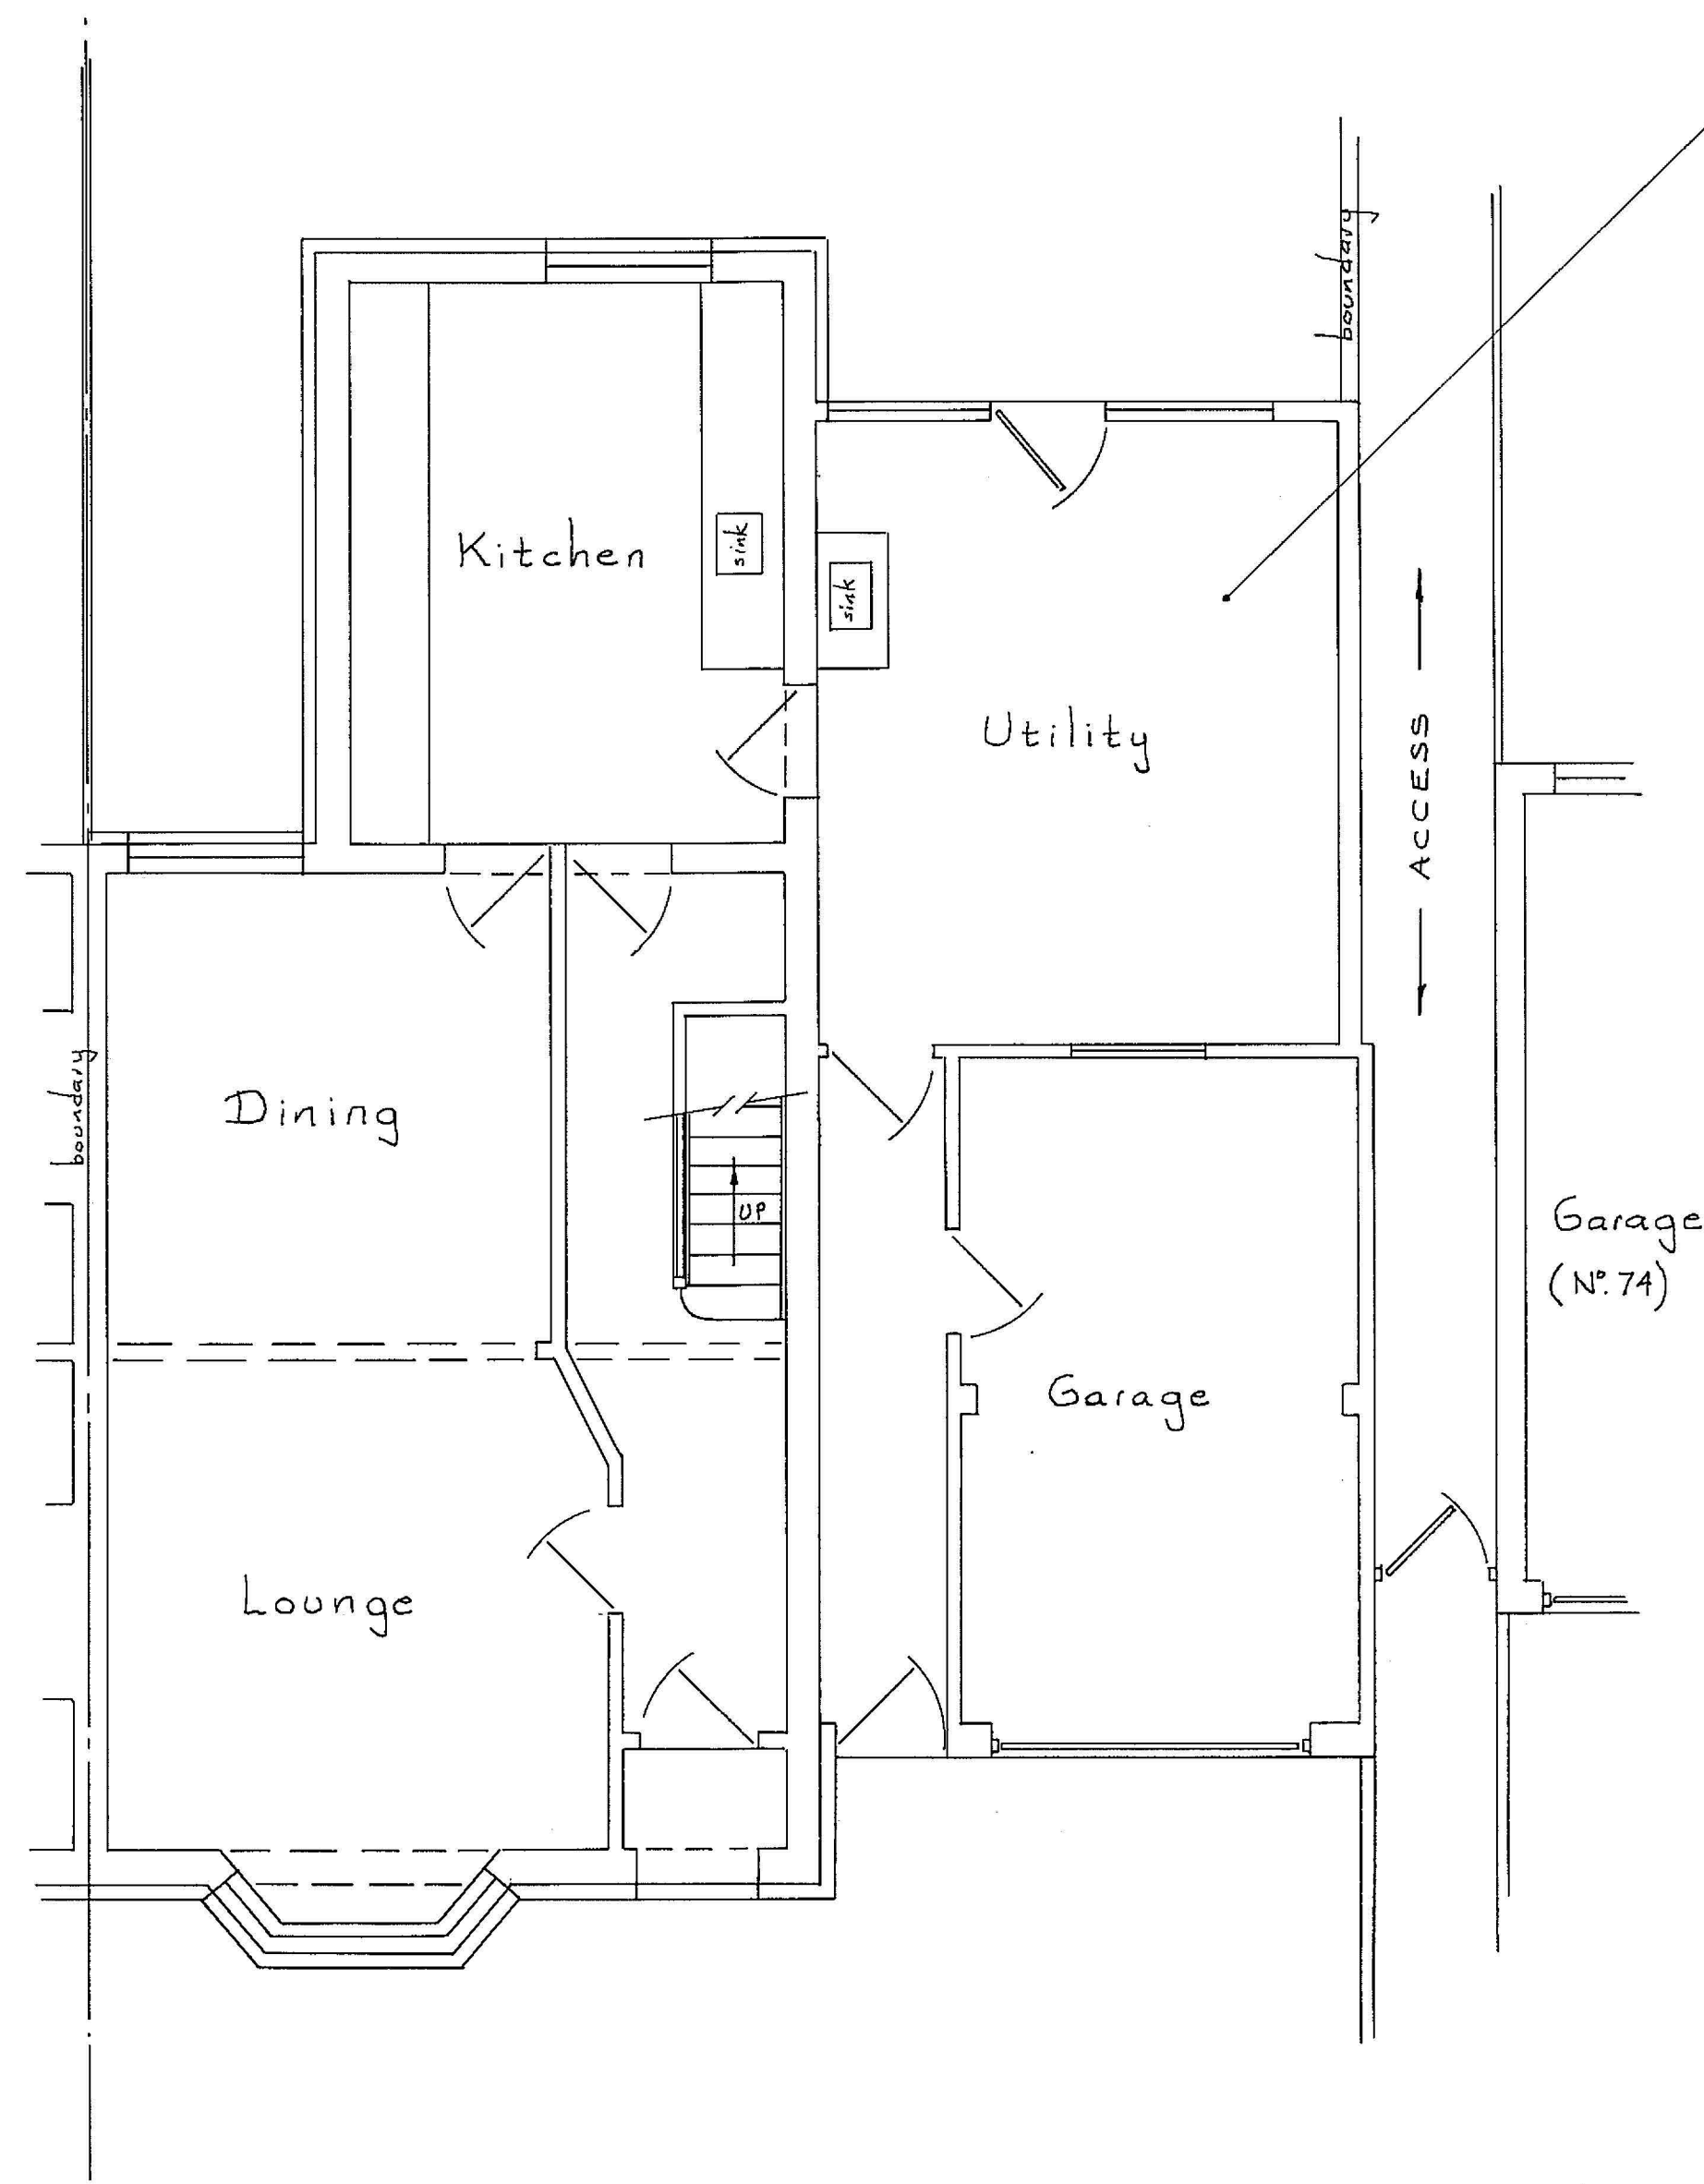 boundary
Kitchen
sink
sink
Utility
ACCESS
boundary
Dining
UP
Garage
(Nº.74)
Garage
Lounge